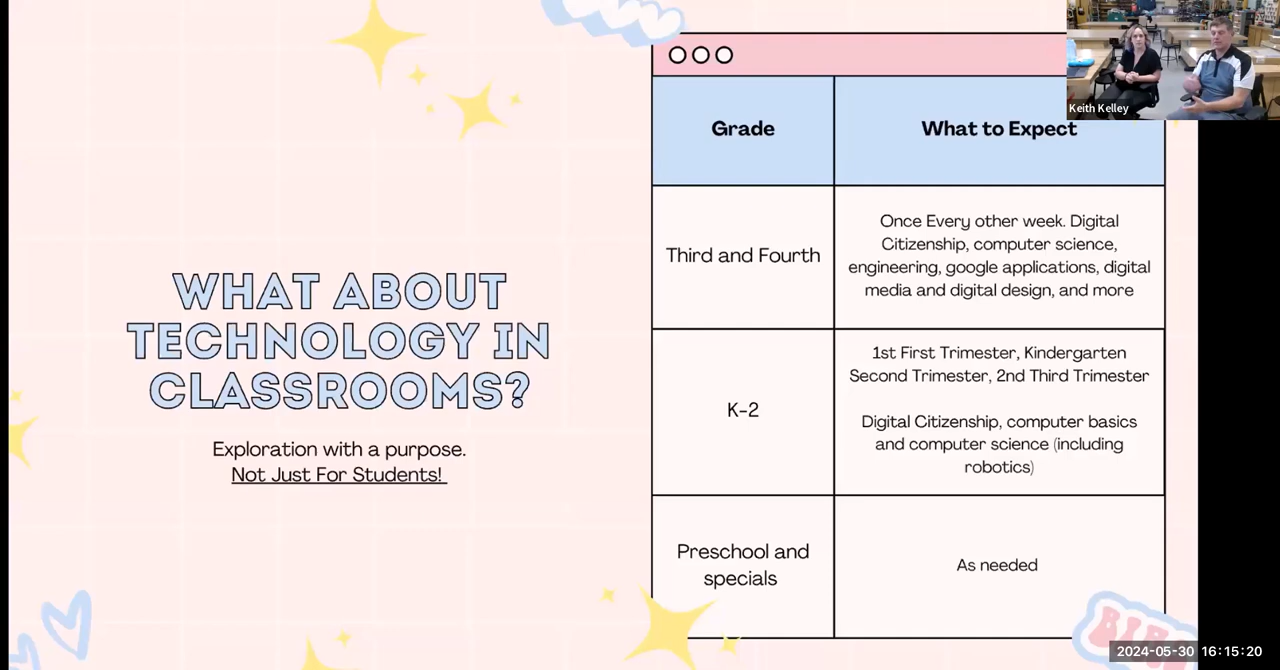 WHAT ABOUT
TECHNOLOGY IN
CLASSROOMS?
Exploration with a purpose.
Not Just For Students!
Grade
What to Expect
Third and Fourth
Once Every other week. Digital
Citizenship, computer science,
engineering, google applications, digital
media and digital design, and more
K-2
1st First Trimester, Kindergarten
Second Trimester, 2nd Third Trimester
Digital Citizenship, computer basics
and computer science (including
robotics)
Preschool and
specials
As needed
Keith Kelley
2024-05-30 16:15:20